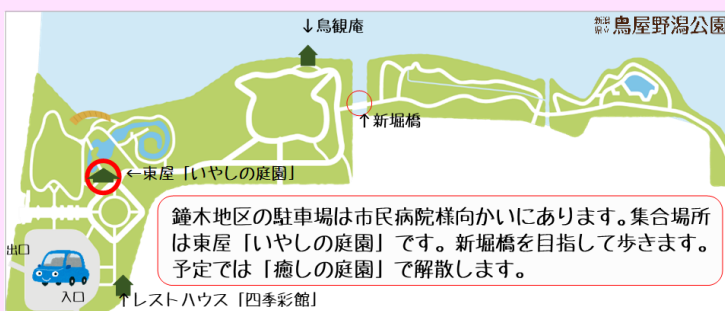 ↓鳥観庵
新潟県立 鳥屋野潟公園
↑新堀橋
←東屋「いやしの庭園」
鐘木地区の駐車場は市民病院様向かいにあります。集合場所
は東屋「いやしの庭園」です。新堀橋を目指して歩きます。
予定では「癒しの庭園」で解散します。
出口
入口
↑レストハウス「四季彩館」